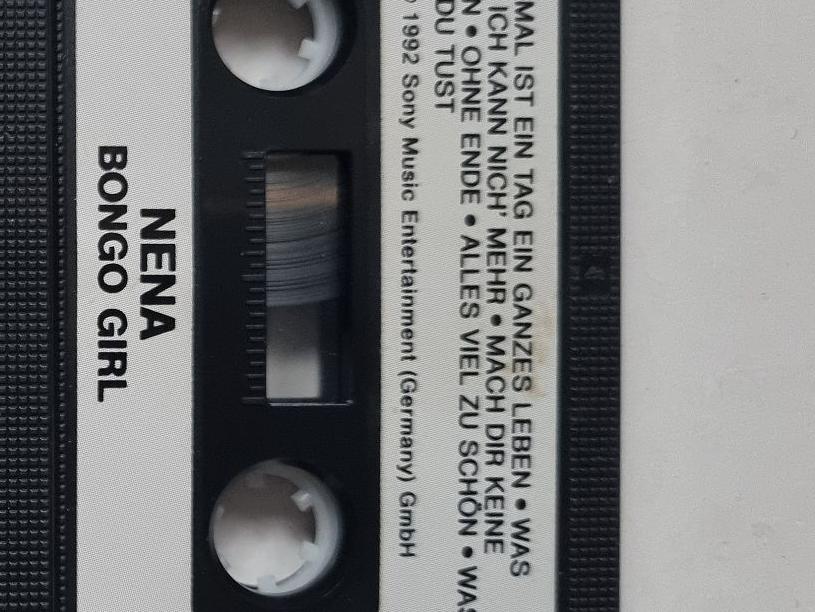 MAL IST EIN TAG EIN GANZES LEBEN • WAS
ICH KANN NICH' MEHR • MACH DIR KEINE
N • OHNE ENDE • ALLES VIEL ZU SCHÖN • WAS
DU TUST
1992 Sony Music Entertainment (Germany) GmbH
NENA
BONGO GIRL